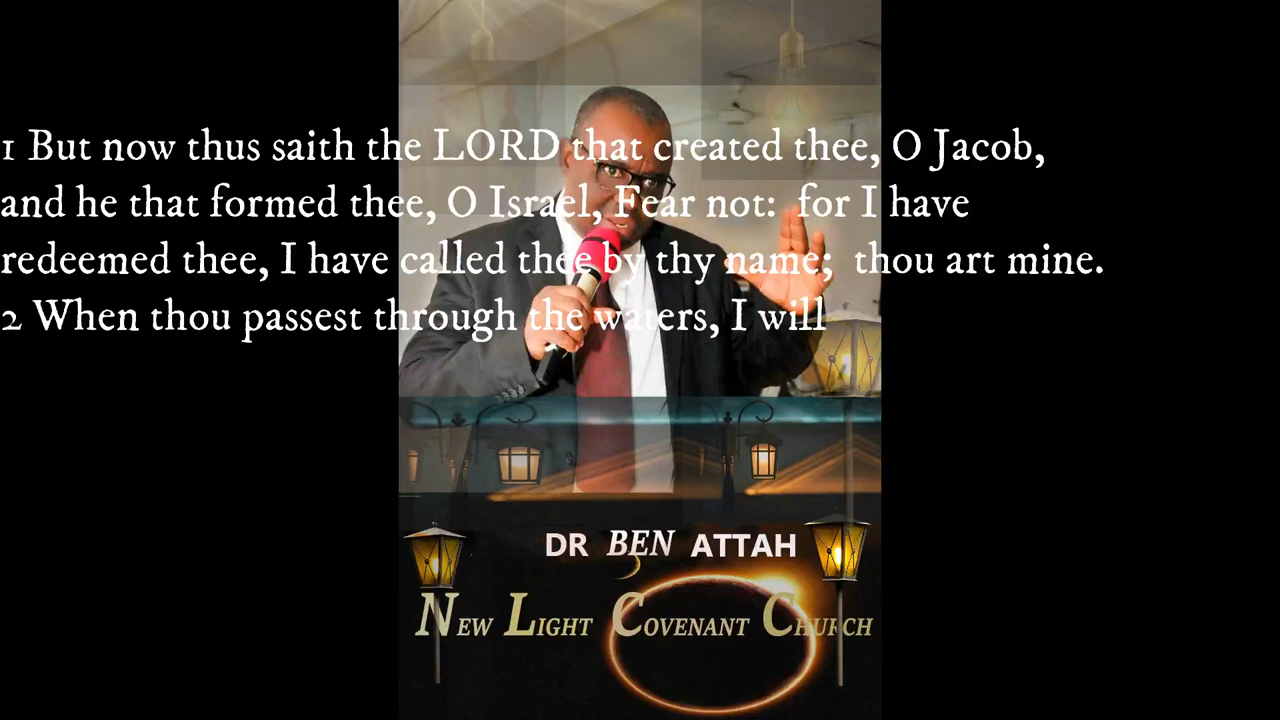 1 But now thus saith the LORD that created thee, O Jacob,
and he that formed thee, O Israel, Fear not:  for I have
redeemed thee, I have called thee by thy name;  thou art mine.
2 When thou passest through the waters, I will
DR BEN ATTAH
NEW LIGHT COVENANT CHURCH